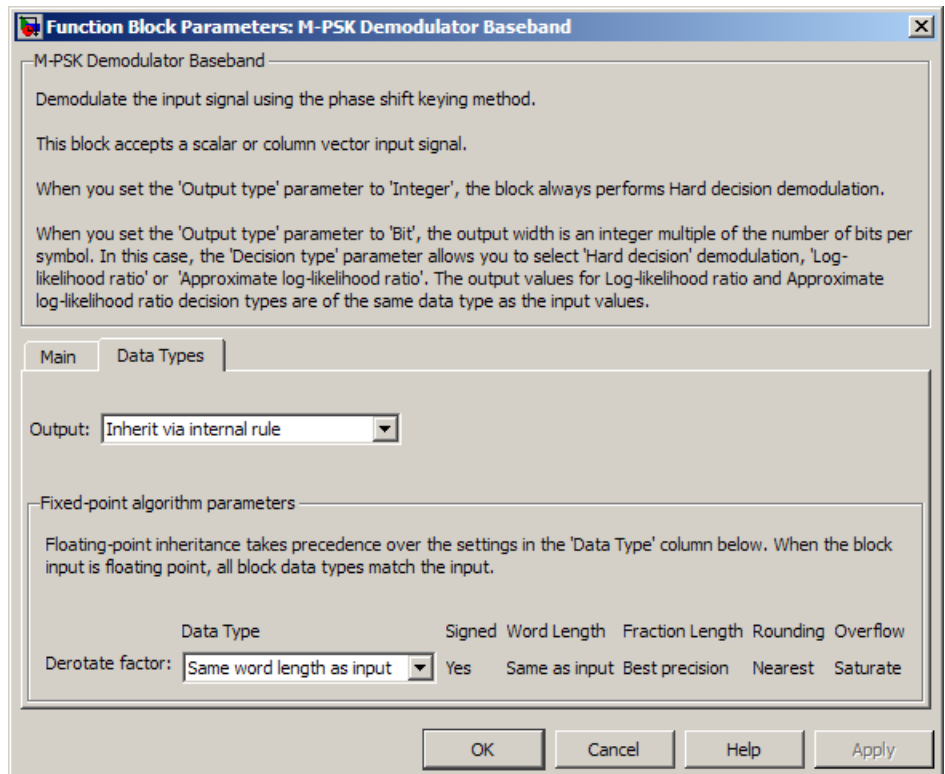 Function Block Parameters: M-PSK Demodulator Baseband
M-PSK Demodulator Baseband
Demodulate the input signal using the phase shift keying method.
This block accepts a scalar or column vector input signal.
When you set the 'Output type' parameter to 'Integer', the block always performs Hard decision demodulation.
When you set the 'Output type' parameter to 'Bit', the output width is an integer multiple of the number of bits per
symbol. In this case, the 'Decision type' parameter allows you to select 'Hard decision' demodulation, 'Log-
likelihood ratio' or 'Approximate log-likelihood ratio'. The output values for Log-likelihood ratio and Approximate
log-likelihood ratio decision types are of the same data type as the input values.
Main Data Types
Output: Inherit via internal rule
Fixed-point algorithm parameters
Floating-point inheritance takes precedence over the settings in the 'Data Type' column below. When the block
input is floating point, all block data types match the input.
Data Type Signed Word Length Fraction Length Rounding Overflow
Derotate factor: Same word length as input Yes Same as input Best precision Nearest Saturate
OK Cancel Help Apply